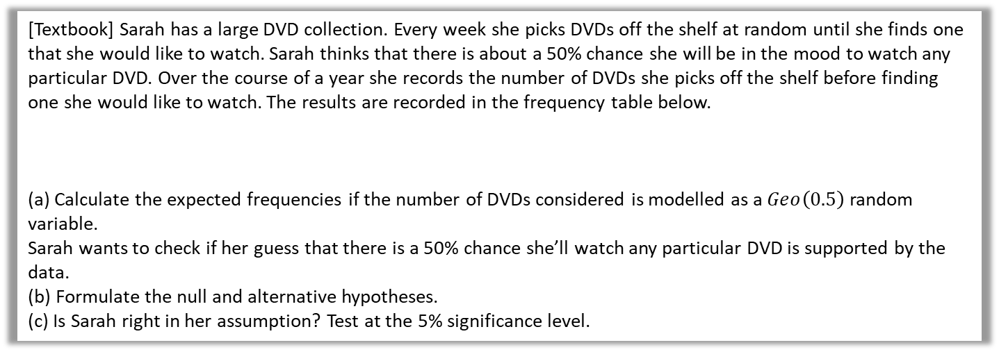 [Textbook] Sarah has a large DVD collection. Every week she picks DVDs off the shelf at random until she finds one
that she would like to watch. Sarah thinks that there is about a 50% chance she will be in the mood to watch any
particular DVD. Over the course of a year she records the number of DVDs she picks off the shelf before finding
one she would like to watch. The results are recorded in the frequency table below.
(a) Calculate the expected frequencies if the number of DVDs considered is modelled as a Geo(0.5) random
variable.
Sarah wants to check if her guess that there is a 50% chance she’ll watch any particular DVD is supported by the
data.
(b) Formulate the null and alternative hypotheses.
(c) Is Sarah right in her assumption? Test at the 5% significance level.